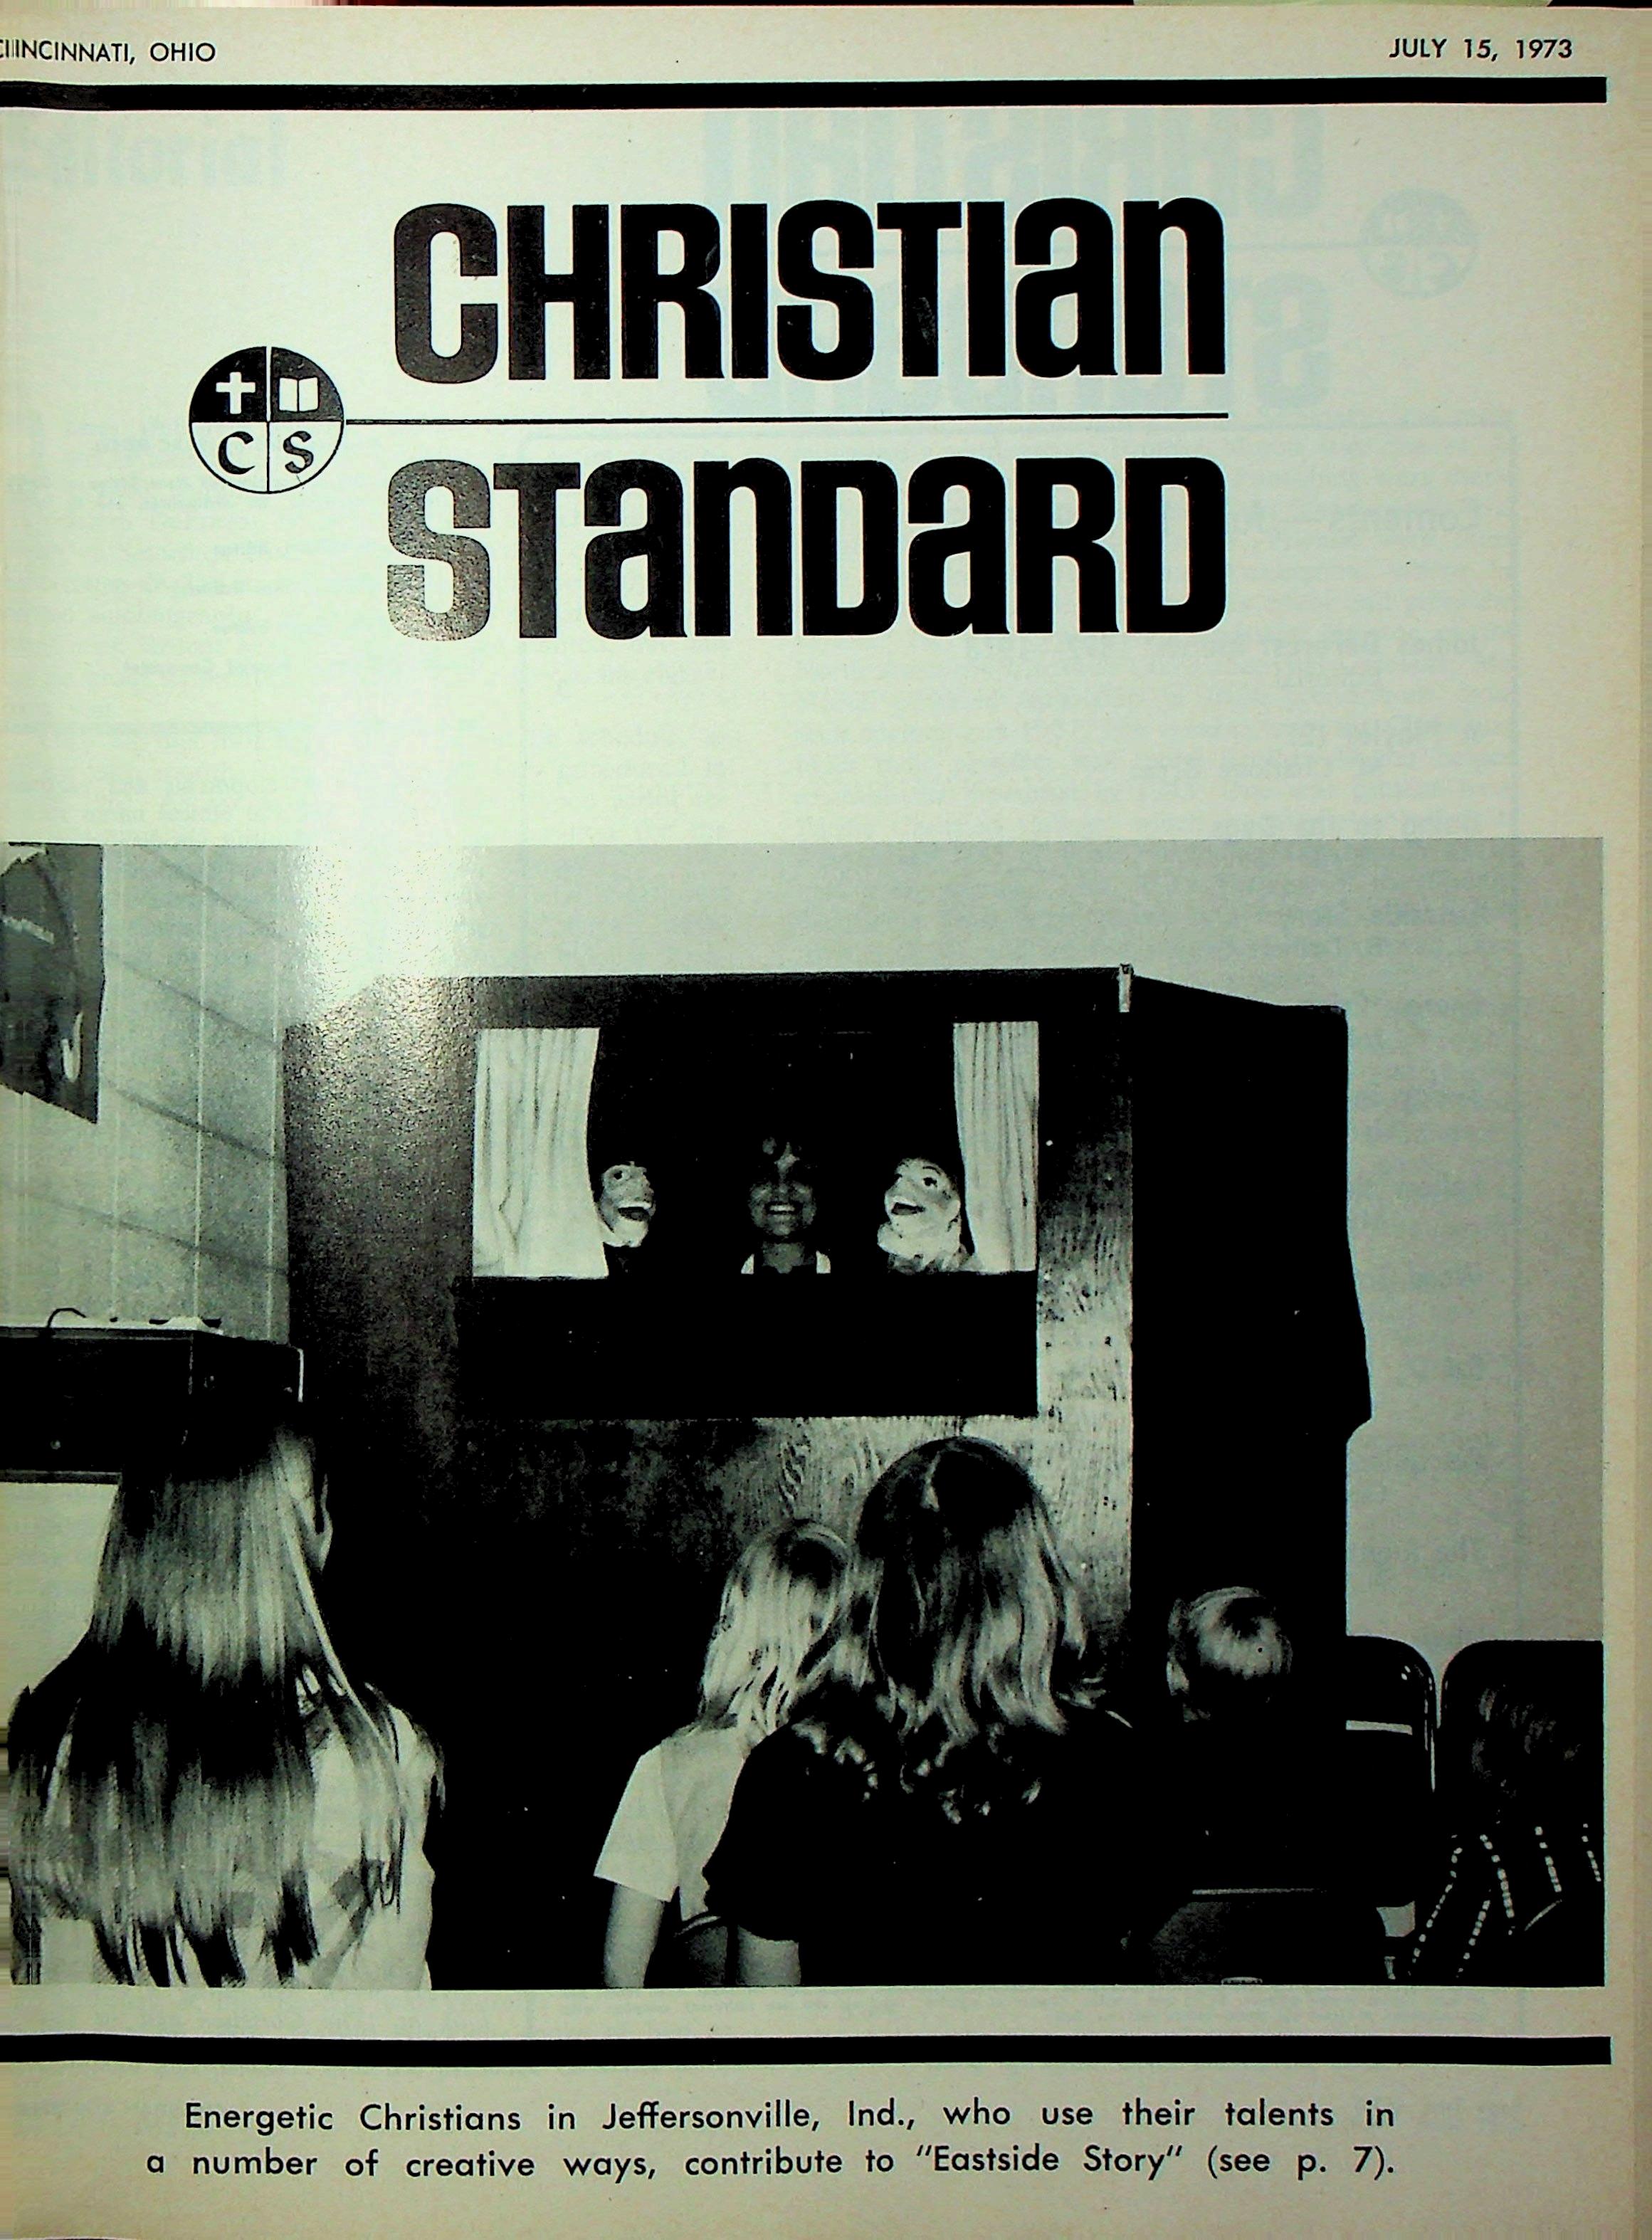 CINCINNATI, OHIO
JULY 15, 1973
CHRISTIAN
C S
STANDARD
Energetic Christians in Jeffersonville, Ind., who use their talents in
a number of creative ways, contribute to "Eastside Story" (see p. 7).